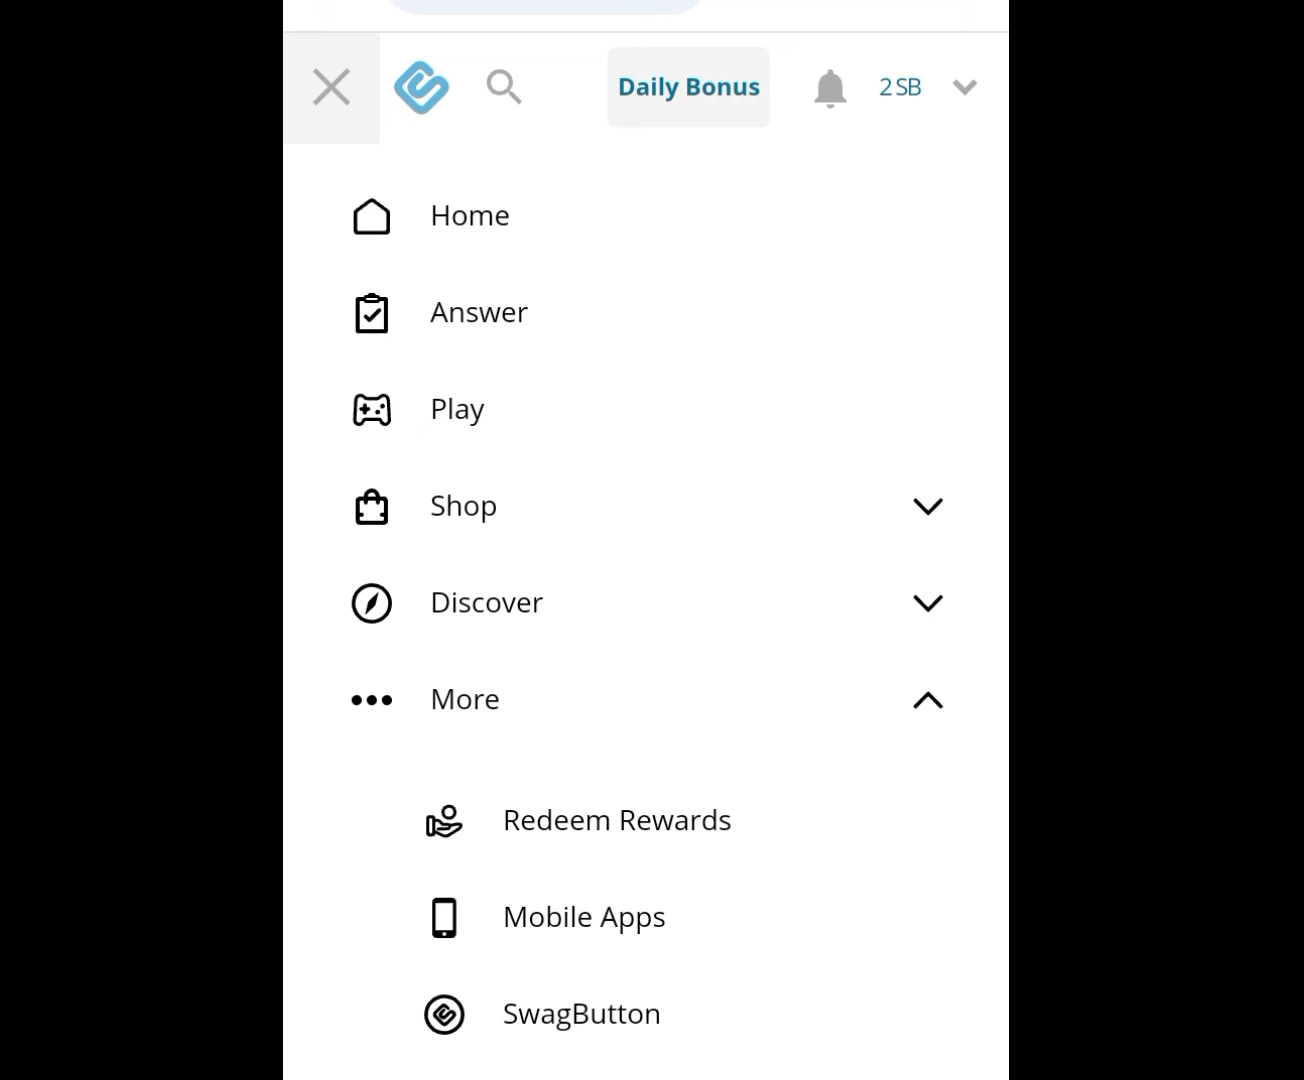 Daily Bonus
2 SB
Home
Answer
Play
Shop
Discover
More
Redeem Rewards
Mobile Apps
SwagButton